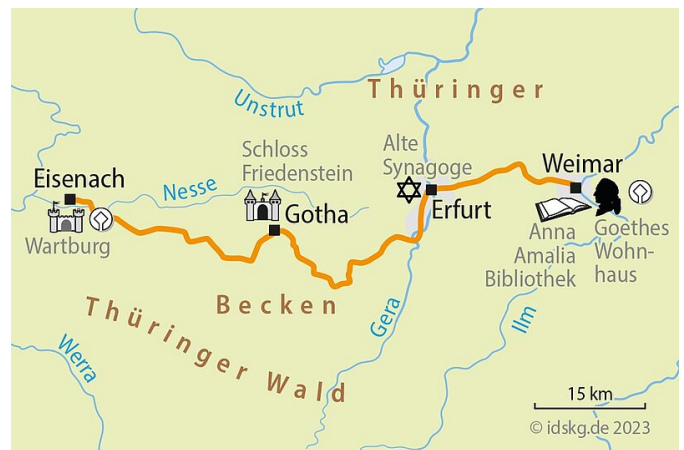 Thüringer
Unstrut
Alte
Synagoge
Schloss
Friedenstein
Weimar
Eisenach
Nesse
Gotha
Erfurt
Wartburg
Anna
Amalia
Bibliothek
Goethes
Wohn-
haus
Becken
Thüringer Wald
Gera
Ilm
Werra
15 km
© idskg.de 2023